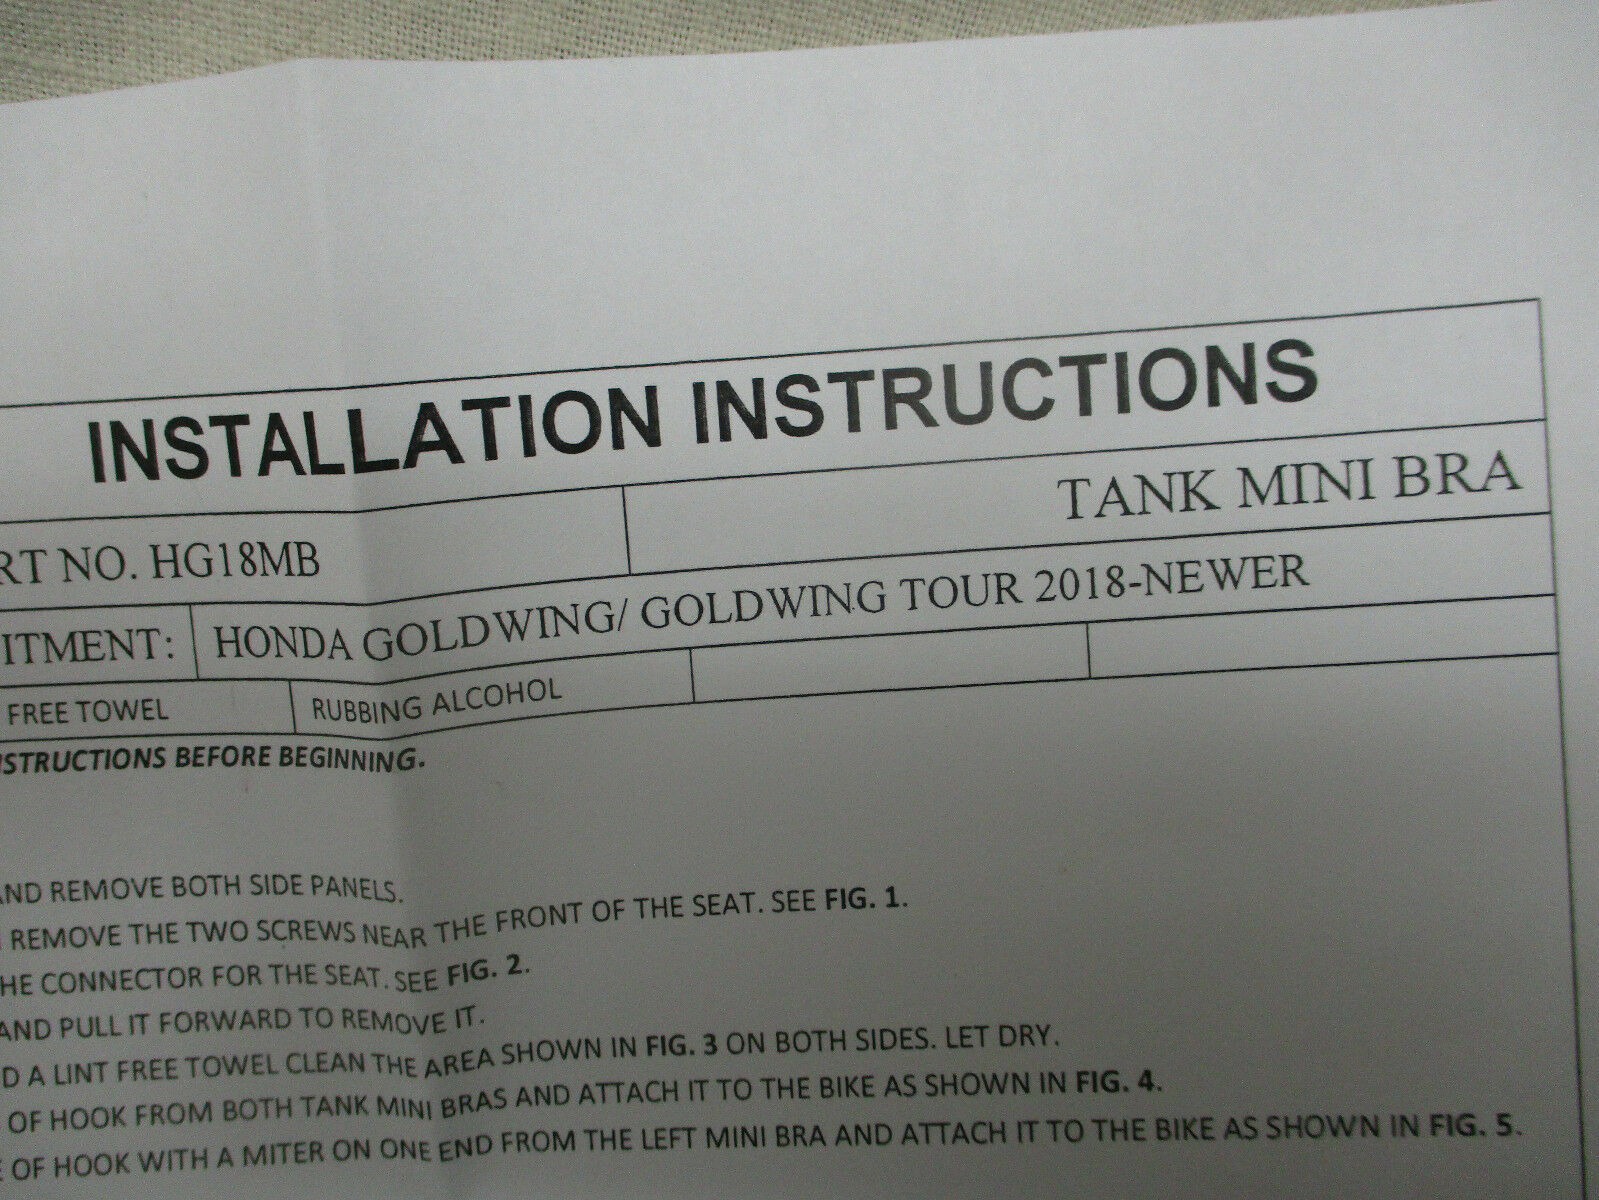 INSTALLATION INSTRUCTIONS
RT NO. HG18MB
TANK MINI BRA
ITMENT: HONDA GOLDWING/ GOLDWING TOUR 2018-NEWER
FREE TOWEL RUBBING ALCOHOL
STRUCTIONS BEFORE BEGINNING.
AND REMOVE BOTH SIDE PANELS.
REMOVE THE TWO SCREWS NEAR THE FRONT OF THE SEAT. SEE FIG. 1.
HE CONNECTOR FOR THE SEAT. SEE FIG. 2.
AND PULL IT FORWARD TO REMOVE IT.
D A LINT FREE TOWEL CLEAN THE AREA SHOWN IN FIG. 3 ON BOTH SIDES. LET DRY.
OF HOOK FROM BOTH TANK MINI BRAS AND ATTACH IT TO THE BIKE AS SHOWN IN FIG. 4.
E OF HOOK WITH A MITER ON ONE END FROM THE LEFT MINI BRA AND ATTACH IT TO THE BIKE AS SHOWN IN FIG. 5.